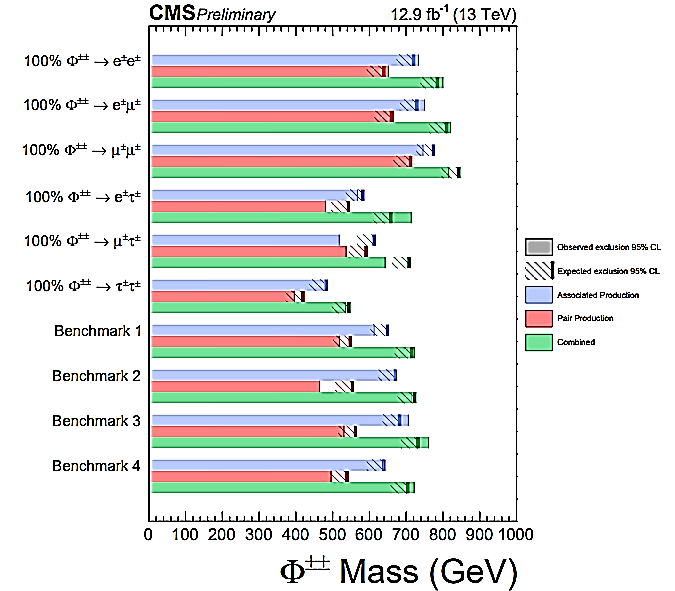 CMS Preliminary 12.9 fb⁻¹ (13 TeV)
100% Φ±± → e±e±
100% Φ±± → e±μ±
100% Φ±± → μ±μ±
100% Φ±± → e±τ±
100% Φ±± → μ±τ±
100% Φ±± → τ±τ±
Benchmark 1
Benchmark 2
Benchmark 3
Benchmark 4
Observed exclusion 95% CL
Expected exclusion 95% CL
Associated Production
Pair Production
Combined
0 100 200 300 400 500 600 700 800 900 1000
Φ±± Mass (GeV)